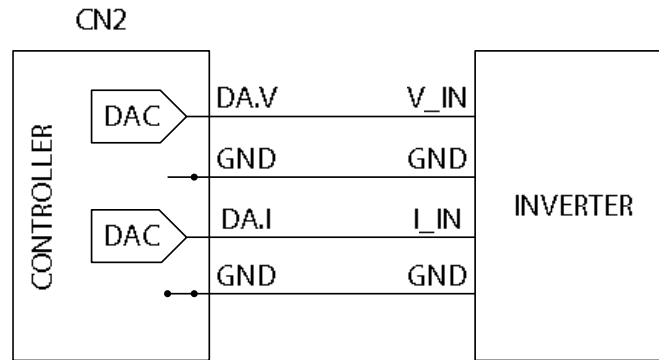 CN2
DAC
DA.V
V_IN
GND
GND
CONTROLLER
INVERTER
DAC
DA.I
I_IN
GND
GND